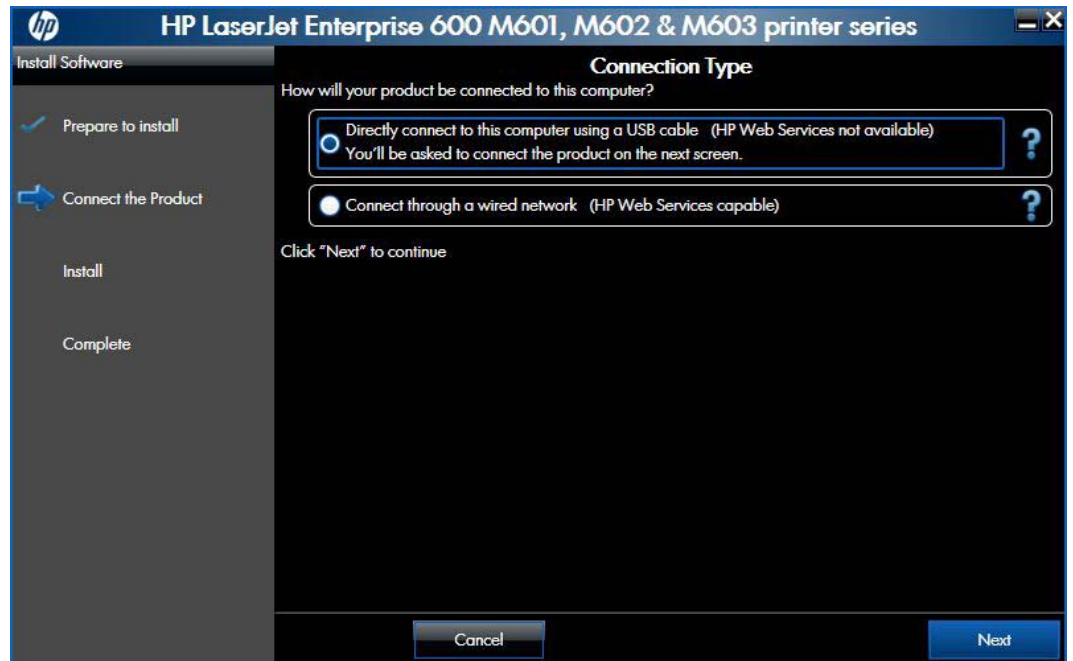 hp
HP LaserJet Enterprise 600 M601, M602 & M603 printer series
Install Software
Prepare to install
Connect the Product
Install
Complete
Connection Type
How will your product be connected to this computer?
Directly connect to this computer using a USB cable (HP Web Services not available)
You'll be asked to connect the product on the next screen.
?
Connect through a wired network (HP Web Services capable)
?
Click "Next" to continue
Cancel
Next